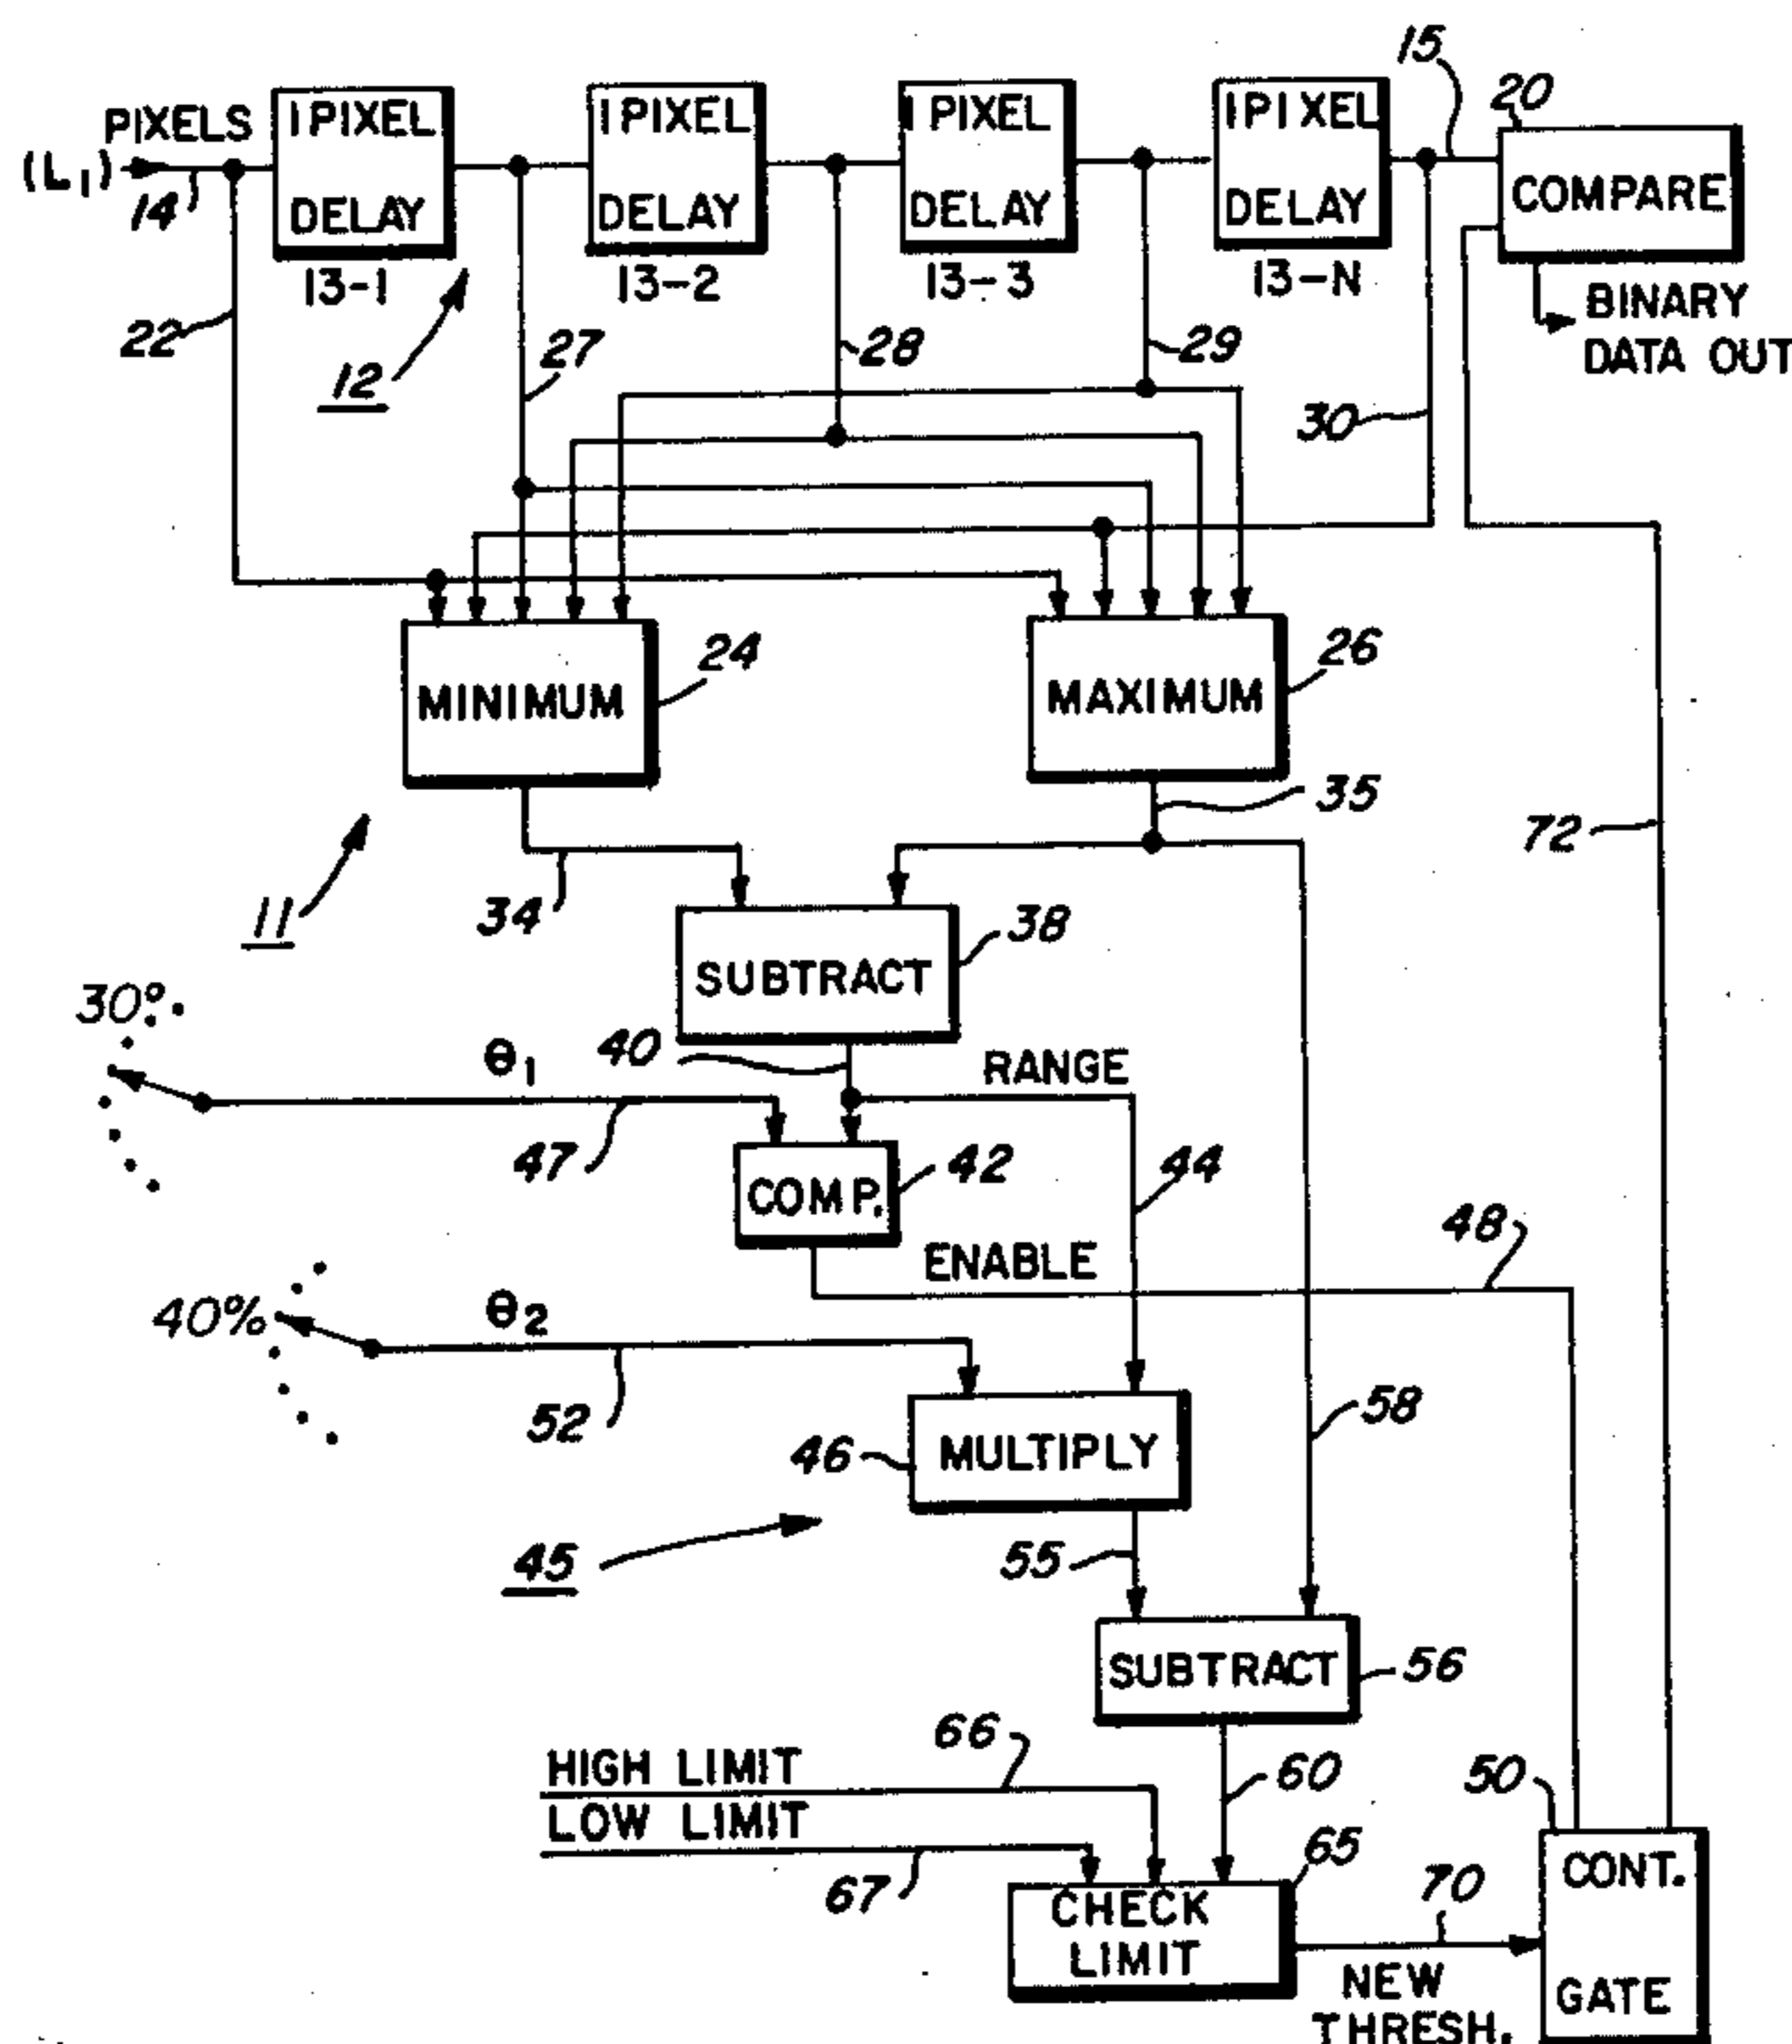 15
20
PIXELS
(L1)
14
1 PIXEL
DELAY
13-1
1 PIXEL
DELAY
13-2
1 PIXEL
DELAY
13-3
1 PIXEL
DELAY
13-N
COMPARE
BINARY
DATA OUT
22
12
27
28
29
30
24
MINIMUM
26
MAXIMUM
35
72
11
34
38
SUBTRACT
30°
θ1
40
RANGE
47
42
COMP.
44
48
ENABLE
40%
θ2
52
58
46
MULTIPLY
45
55
SUBTRACT
56
66
HIGH LIMIT
LOW LIMIT
60
50
67
65
CHECK
LIMIT
70
NEW
THRESH.
CONT.
GATE